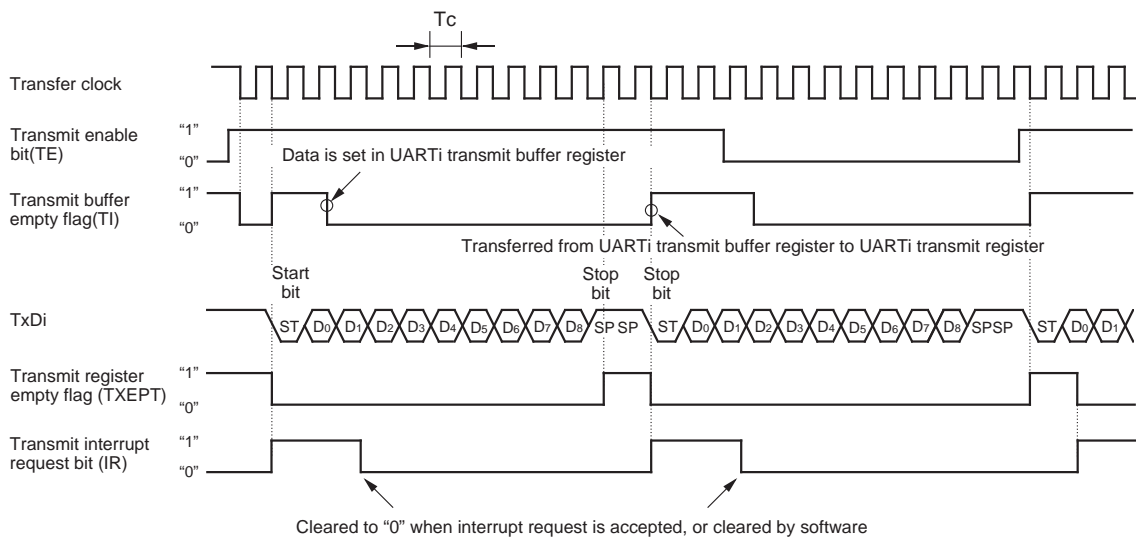 Tc
Transfer clock
Transmit enable
bit(TE)
“1”
“0”
Data is set in UARTi transmit buffer register
Transmit buffer
empty flag(TI)
“1”
“0”
Transferred from UARTi transmit buffer register to UARTi transmit register
Start
bit
Stop
bit
Stop
bit
TxDi
ST D0 D1 D2 D3 D4 D5 D6 D7 D8 SP SP ST D0 D1 D2 D3 D4 D5 D6 D7 D8 SPSP ST D0 D1
Transmit register
empty flag (TXEPT)
“1”
“0”
Transmit interrupt
request bit (IR)
“1”
“0”
Cleared to “0” when interrupt request is accepted, or cleared by software